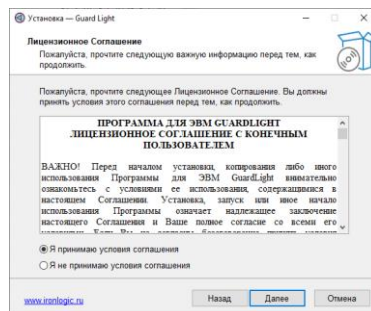 Установка — Guard Light
Лицензионное Соглашение
Пожалуйста, прочтите следующую важную информацию перед тем, как
продолжить.
Пожалуйста, прочтите следующее Лицензионное Соглашение. Вы должны
принять условия этого соглашения перед тем, как продолжить.
ПРОГРАММА ДЛЯ ЭВМ GUARDLIGHT
ЛИЦЕНЗИОННОЕ СОГЛАШЕНИЕ С КОНЕЧНЫМ
ПОЛЬЗОВАТЕЛЕМ
ВАЖНО! Перед началом установки, копирования либо иного
использования Программы для ЭВМ GuardLight внимательно
ознакомьтесь с условиями ее использования, содержащимися в
настоящем Соглашении. Установка, запуск или иное начало
использования Программы означает надлежащее заключение
настоящего Соглашения и Ваше полное согласие со всеми его
Я принимаю условия соглашения
Я не принимаю условия соглашения
www.ironlogic.ru
Назад Далее Отмена